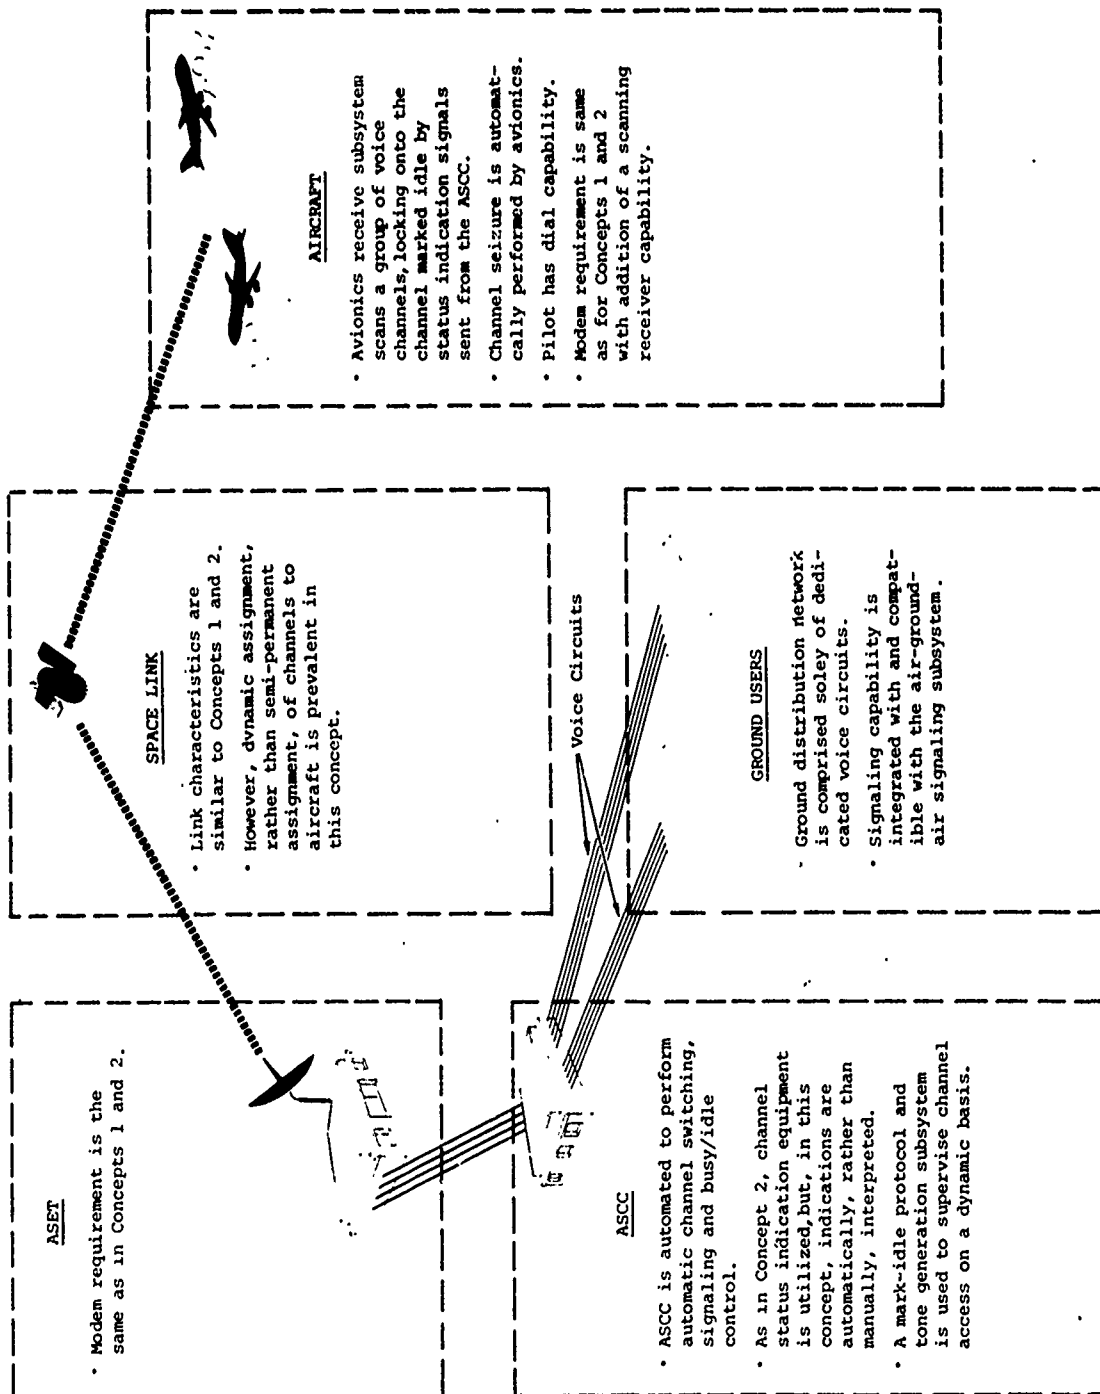 ASET
· Modem requirement is the
same as in Concepts 1 and 2.
SPACE LINK
· Link characteristics are
similar to Concepts 1 and 2.
· However, dynamic assignment,
rather than semi-permanent
assignment, of channels to
aircraft is prevalent in
this concept.
AIRCRAFT
· Avionics receive subsystem
scans a group of voice
channels, locking onto the
channel marked idle by
status indication signals
sent from the ASCC.
· Channel seizure is automat-
cally performed by avionics.
· Pilot has dial capability.
· Modem requirement is same
as for Concepts 1 and 2
with addition of a scanning
receiver capability.
ASCC
· ASCC is automated to perform
automatic channel switching,
signaling and busy/idle
control.
· As in Concept 2, channel
status indication equipment
is utilized, but, in this
concept, indications are
automatically, rather than
manually, interpreted.
· A mark-idle protocol and
tone generation subsystem
is used to supervise channel
access on a dynamic basis.
Voice Circuits
GROUND USERS
· Ground distribution network
is comprised soley of dedi-
cated voice circuits.
· Signaling capability is
integrated with and compat-
ible with the air-ground-
air signaling subsystem.